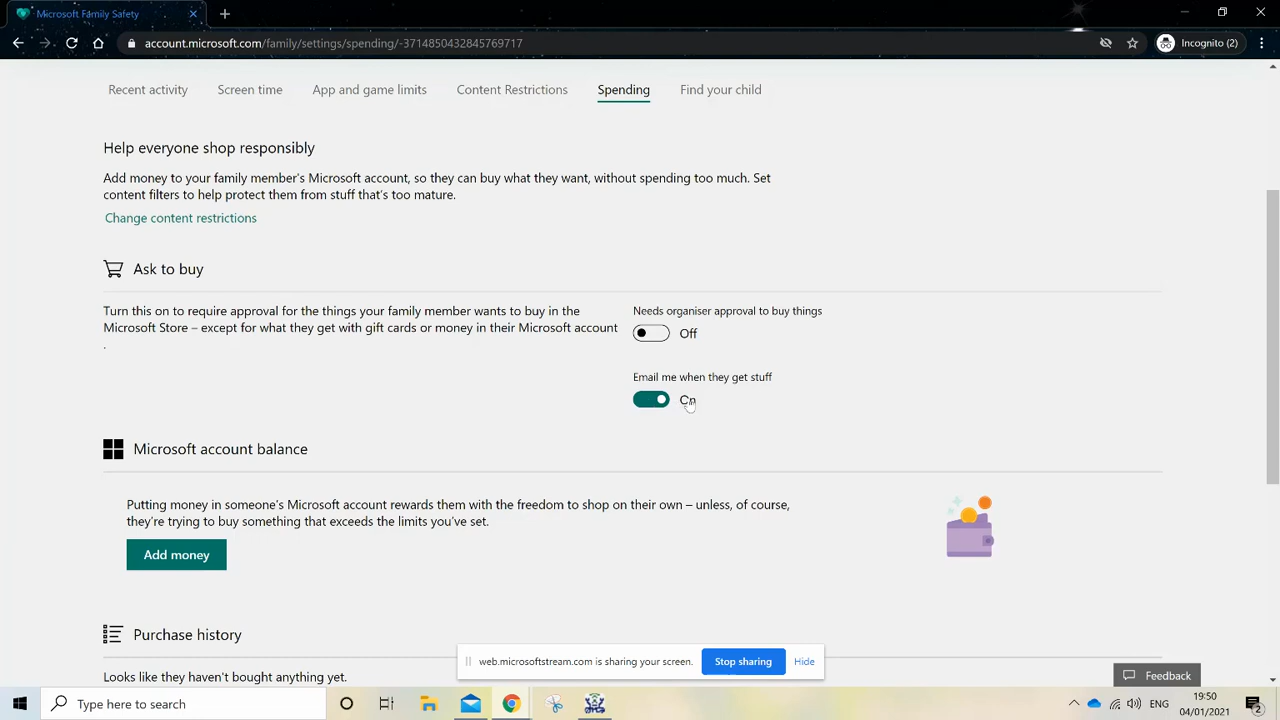 Microsoft Family Safety
account.microsoft.com/family/settings/spending/-3714850432845769717
Incognito (2)
Recent activity
Screen time
App and game limits
Content Restrictions
Spending
Find your child
Help everyone shop responsibly
Add money to your family member's Microsoft account, so they can buy what they want, without spending too much. Set
content filters to help protect them from stuff that's too mature.
Change content restrictions
Ask to buy
Turn this on to require approval for the things your family member wants to buy in the
Microsoft Store – except for what they get with gift cards or money in their Microsoft account
.
Needs organiser approval to buy things
Off
Email me when they get stuff
On
Microsoft account balance
Putting money in someone's Microsoft account rewards them with the freedom to shop on their own – unless, of course,
they're trying to buy something that exceeds the limits you've set.
Add money
Purchase history
Looks like they haven't bought anything yet.
web.microsoftstream.com is sharing your screen.
Stop sharing
Hide
Feedback
Type here to search
ENG
19:50
04/01/2021
2